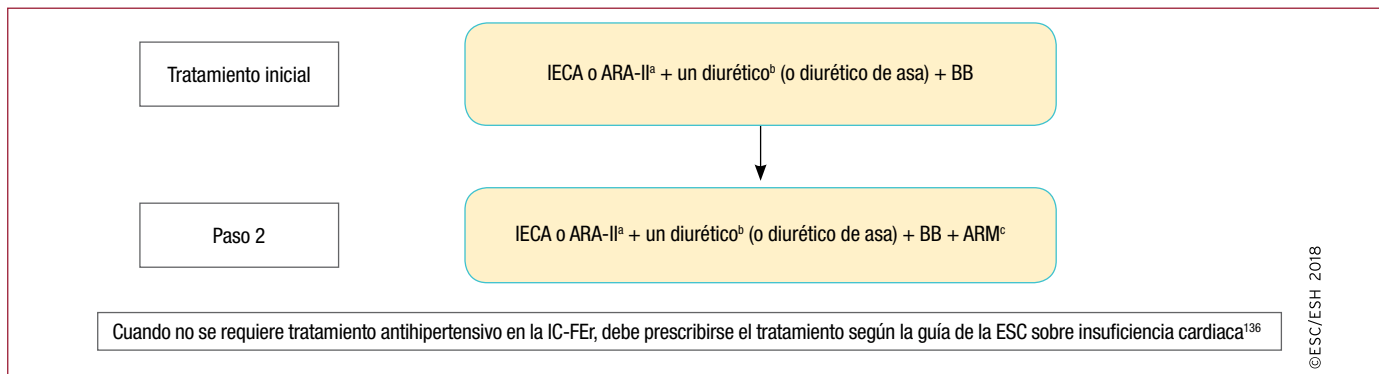 Tratamiento inicial
IECA o ARA-IIᵃ + un diuréticoᵇ (o diurético de asa) + BB
Paso 2
IECA o ARA-IIᵃ + un diuréticoᵇ (o diurético de asa) + BB + ARMᶜ
Cuando no se requiere tratamiento antihipertensivo en la IC-FEr, debe prescribirse el tratamiento según la guía de la ESC sobre insuficiencia cardiaca¹³⁶
©ESC/ESH 2018